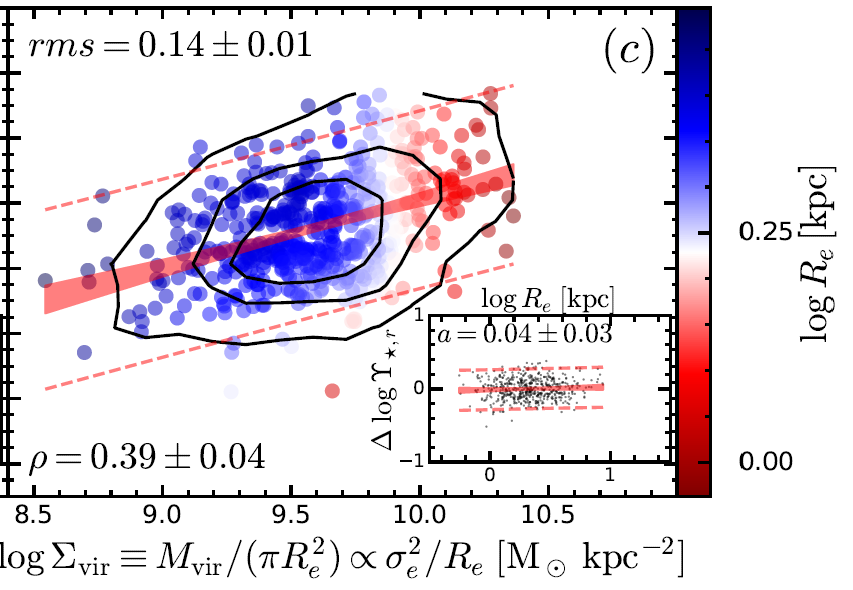 rms = 0.14 ± 0.01
(c)
log R_e [kpc]
a = 0.04 ± 0.03
1
0
−1
Δ log ϒ_⋆,r
0 1
ρ = 0.39 ± 0.04
0.25
0.00
log R_e [kpc]
8.5 9.0 9.5 10.0 10.5
log Σ_vir ≡ M_vir/(πR_e^2) ∝ σ_e^2/R_e [M_⊙ kpc^−2]